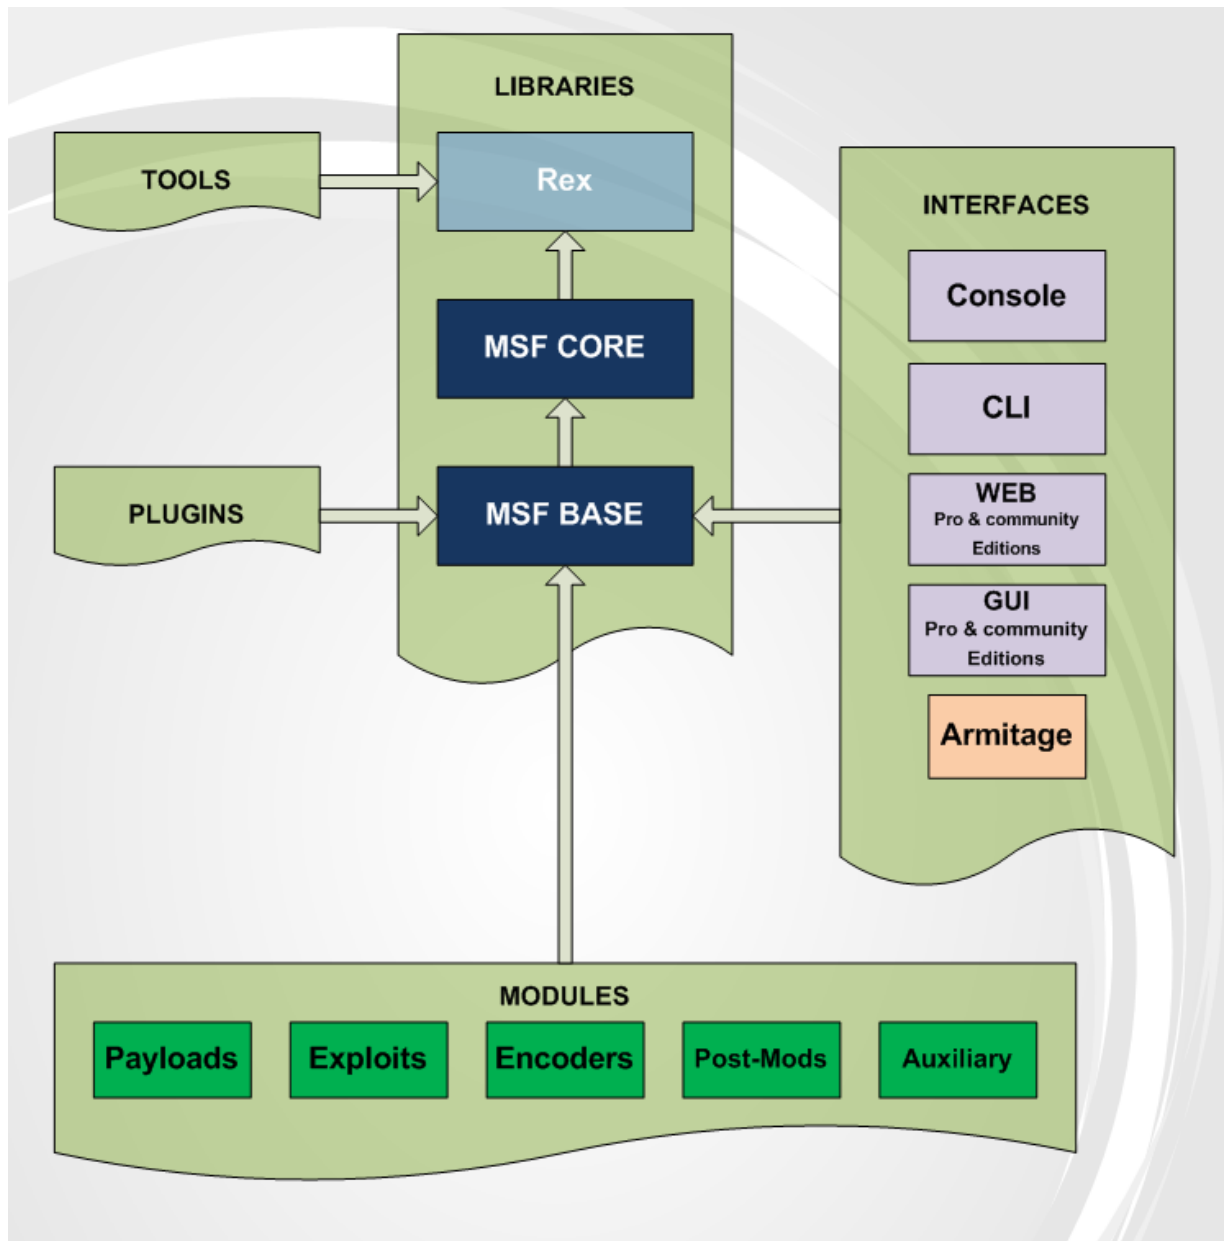 LIBRARIES
TOOLS
Rex
INTERFACES
Console
MSF CORE
CLI
PLUGINS
MSF BASE
WEB
Pro & community
Editions
GUI
Pro & community
Editions
Armitage
MODULES
Payloads
Exploits
Encoders
Post-Mods
Auxiliary